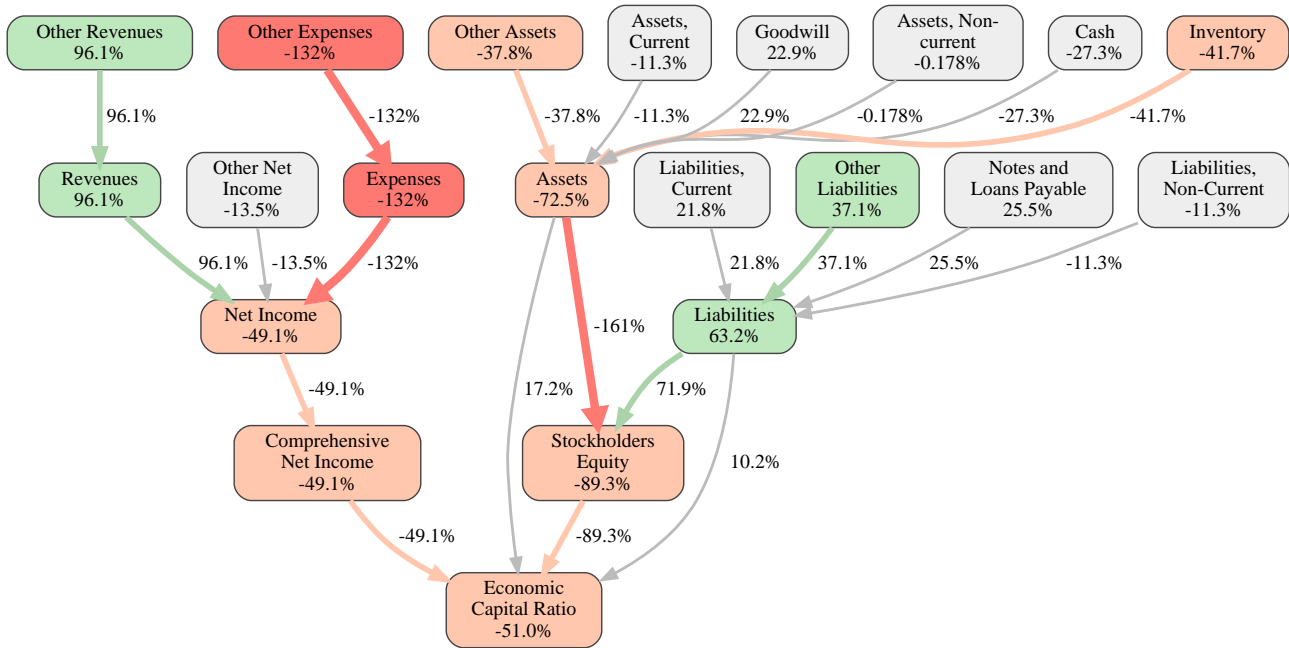 Other Revenues
96.1%
Other Expenses
-132%
Other Assets
-37.8%
Assets,
Current
-11.3%
Goodwill
22.9%
Assets, Non-
current
-0.178%
Cash
-27.3%
Inventory
-41.7%
96.1%
-132%
-37.8%
-11.3%
22.9%
-0.178%
-27.3%
-41.7%
Revenues
96.1%
Other Net
Income
-13.5%
Expenses
-132%
Assets
-72.5%
Liabilities,
Current
21.8%
Other
Liabilities
37.1%
Notes and
Loans Payable
25.5%
Liabilities,
Non-Current
-11.3%
96.1%
-13.5%
-132%
21.8%
37.1%
25.5%
-11.3%
Net Income
-49.1%
-161%
Liabilities
63.2%
-49.1%
17.2%
71.9%
Comprehensive
Net Income
-49.1%
Stockholders
Equity
-89.3%
10.2%
-49.1%
-89.3%
Economic
Capital Ratio
-51.0%